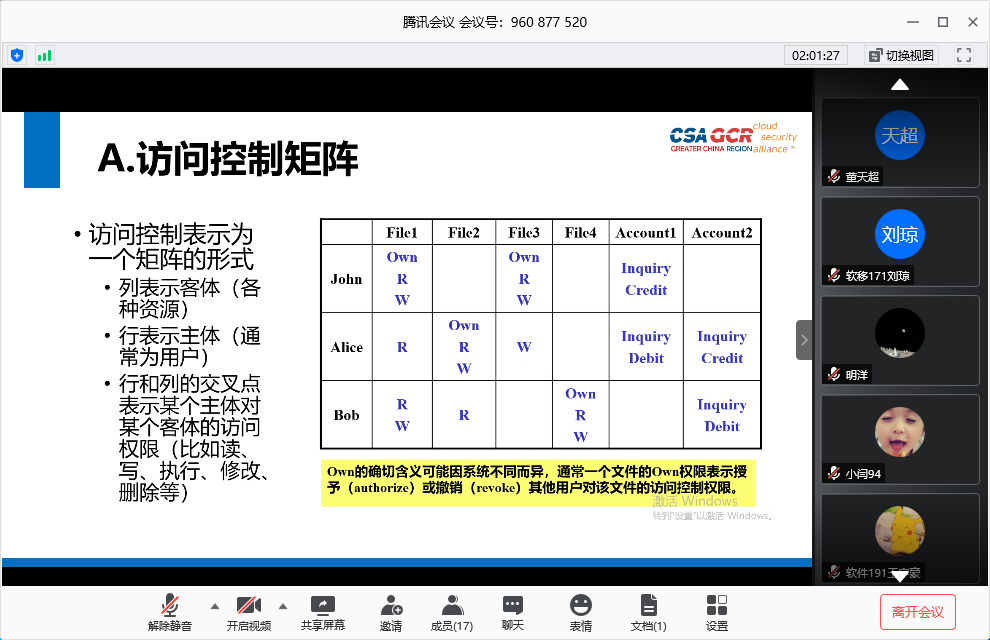 腾讯会议 会议号：960 877 520
02:01:27
切换视图
A.访问控制矩阵
CSA GCR
GREATER CHINA REGION
cloud
security
alliance ®
• 访问控制表示为
一个矩阵的形式
• 列表示客体（各
种资源）
• 行表示主体（通
常为用户）
• 行和列的交叉点
表示某个主体对
某个客体的访问
权限（比如读、
写、执行、修改、
删除等）
File1 File2 File3 File4 Account1 Account2
John
Own
R
W
Own
R
W
Inquiry
Credit
Alice
R
Own
R
W
W
Inquiry
Debit
Inquiry
Credit
Bob
R
W
R
Own
R
W
Inquiry
Debit
Own的确切含义可能因系统不同而异，通常一个文件的Own权限表示授
予（authorize）或撤销（revoke）其他用户对该文件的访问控制权限。
激活 Windows
转到"设置"以激活 Windows。
天超
董天超
刘琼
软移171刘琼
明洋
小闫94
解除静音
开启视频
共享屏幕
邀请
成员(17)
聊天
表情
文档(1)
设置
离开会议